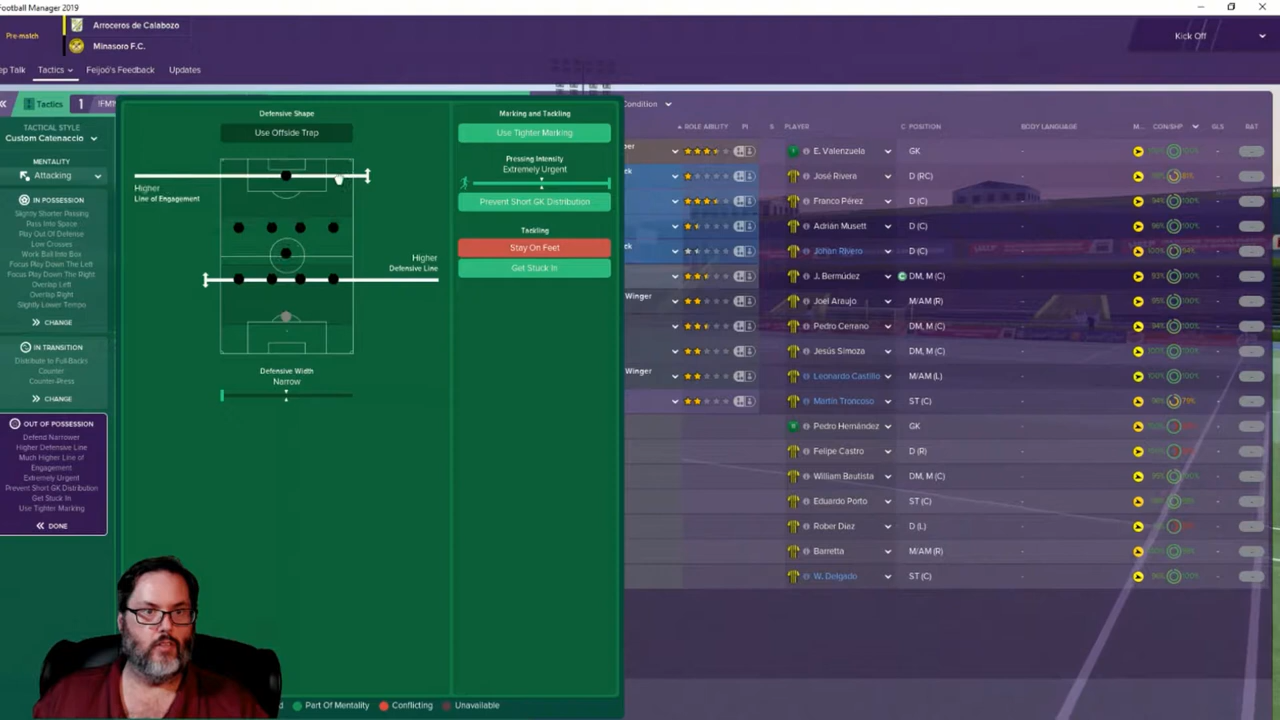 Football Manager 2019
Pre-match
Arroceros de Calabozo
Minasoro F.C.
Kick Off
Tactics
Feijoó's Feedback
Updates
Tactics
1
TACTICAL STYLE
Custom Catenaccio
MENTALITY
Attacking
IN POSSESSION
Slightly Shorter Passing
Pass Into Space
Play Out Of Defense
Low Crosses
Work Ball Into Box
Focus Play Down The Left
Focus Play Down The Right
Overlap Left
Overlap Right
Slightly Lower Tempo
CHANGE
IN TRANSITION
Distribute to Full-Backs
Counter
Counter-Press
CHANGE
OUT OF POSSESSION
Defend Narrower
Higher Defensive Line
Much Higher Line of
Engagement
Extremely Urgent
Prevent Short GK Distribution
Get Stuck In
Use Tighter Marking
DONE
Defensive Shape
Use Offside Trap
Higher
Line of Engagement
Higher
Defensive Line
Defensive Width
Narrow
Marking and Tackling
Use Tighter Marking
Pressing Intensity
Extremely Urgent
Prevent Short GK Distribution
Tackling
Stay On Feet
Get Stuck In
Part Of Mentality
Conflicting
Unavailable
Condition
ROLE ABILITY PI S PLAYER C POSITION BODY LANGUAGE M... CON/SHP GLS RAT
E. Valenzuela GK
José Rivera D (RC)
Franco Pérez D (C)
Adrián Musett D (C)
Johan Rivero D (C)
J. Bermúdez DM, M (C)
Winger Joel Araujo M/AM (R)
Pedro Cerrano DM, M (C)
Jesús Simoza DM, M (C)
Winger Leonardo Castillo M/AM (L)
Martín Troncoso ST (C)
Pedro Hernández GK
Felipe Castro D (R)
William Bautista DM, M (C)
Eduardo Porto ST (C)
Rober Díaz D (L)
Barretta M/AM (R)
W. Delgado ST (C)